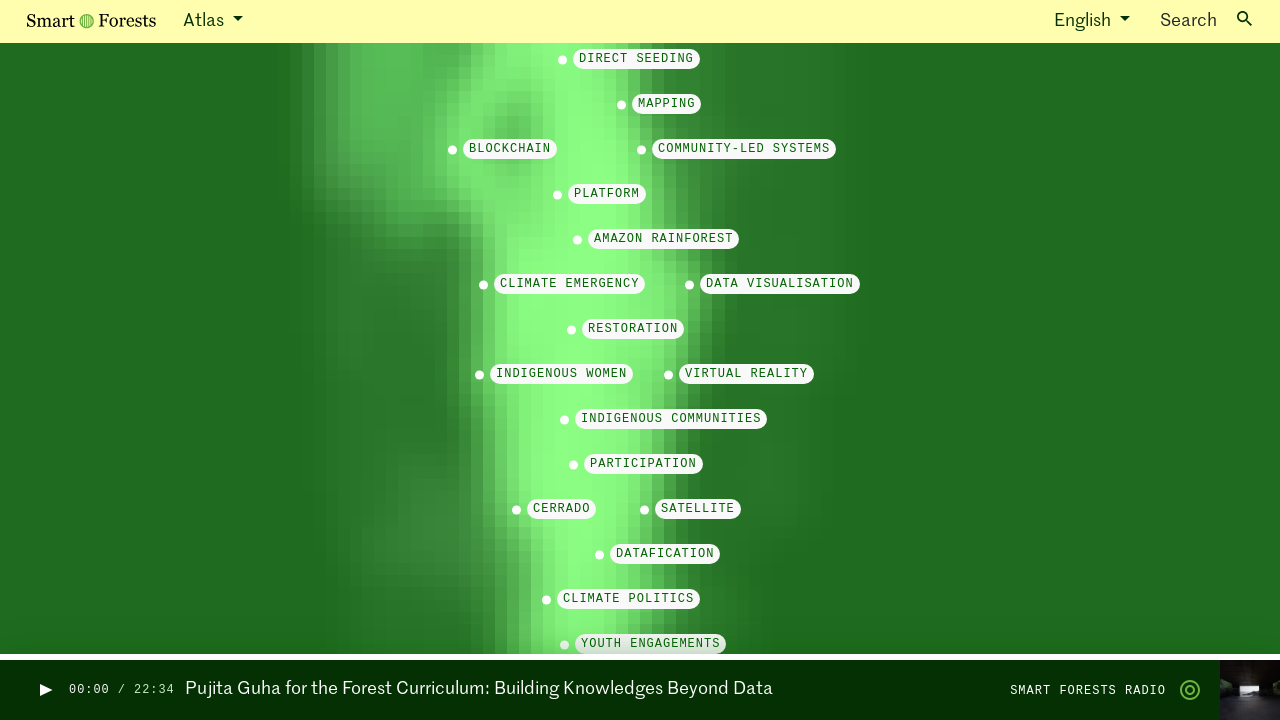 Smart Forests
Atlas
English
Search
DIRECT SEEDING
MAPPING
BLOCKCHAIN
COMMUNITY-LED SYSTEMS
PLATFORM
AMAZON RAINFOREST
CLIMATE EMERGENCY
DATA VISUALISATION
RESTORATION
INDIGENOUS WOMEN
VIRTUAL REALITY
INDIGENOUS COMMUNITIES
PARTICIPATION
CERRADO
SATELLITE
DATAFICATION
CLIMATE POLITICS
YOUTH ENGAGEMENTS
00:00 / 22:34
Pujita Guha for the Forest Curriculum: Building Knowledges Beyond Data
SMART FORESTS RADIO